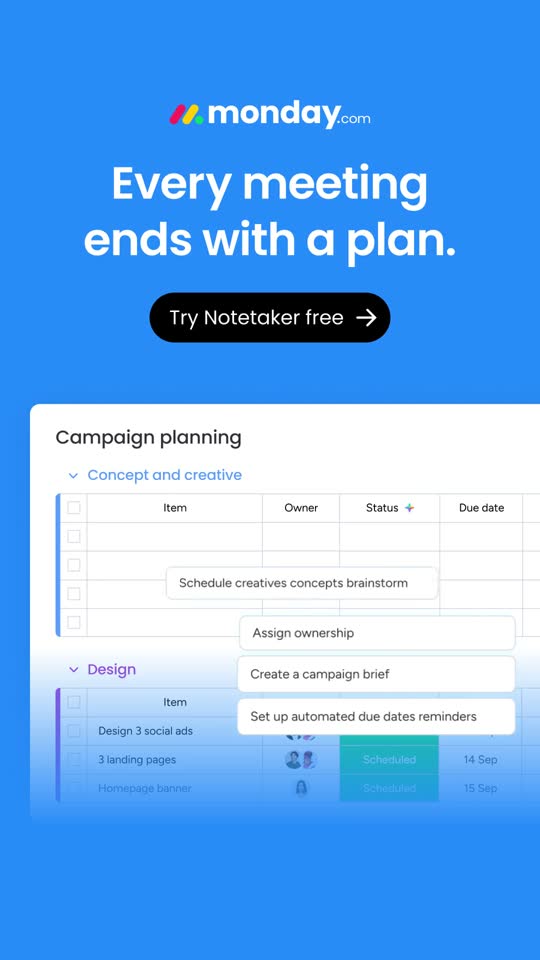 monday.com
Every meeting
ends with a plan.
Try Notetaker free
Campaign planning
Concept and creative
Item Owner Status Due date
Schedule creatives concepts brainstorm
Assign ownership
Create a campaign brief
Set up automated due dates reminders
Design
Item
Design 3 social ads
3 landing pages Scheduled 14 Sep
Homepage banner Scheduled 15 Sep